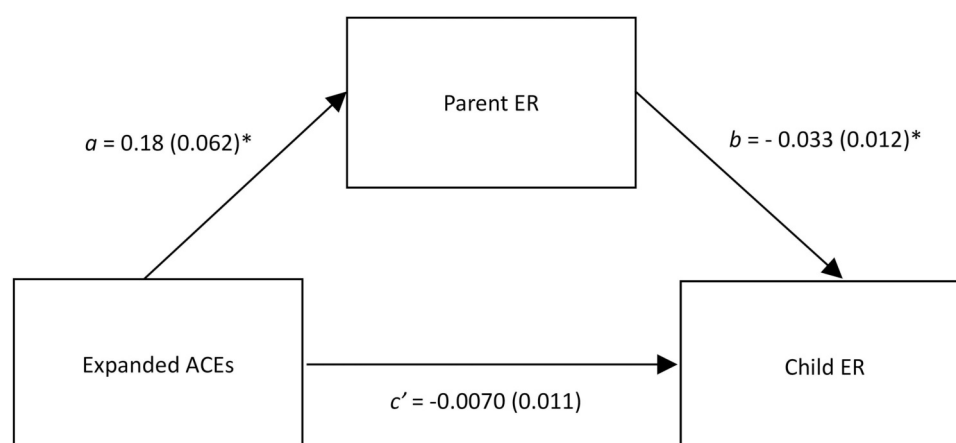 Parent ER
a = 0.18 (0.062)*
b = - 0.033 (0.012)*
Expanded ACEs
Child ER
c’ = -0.0070 (0.011)